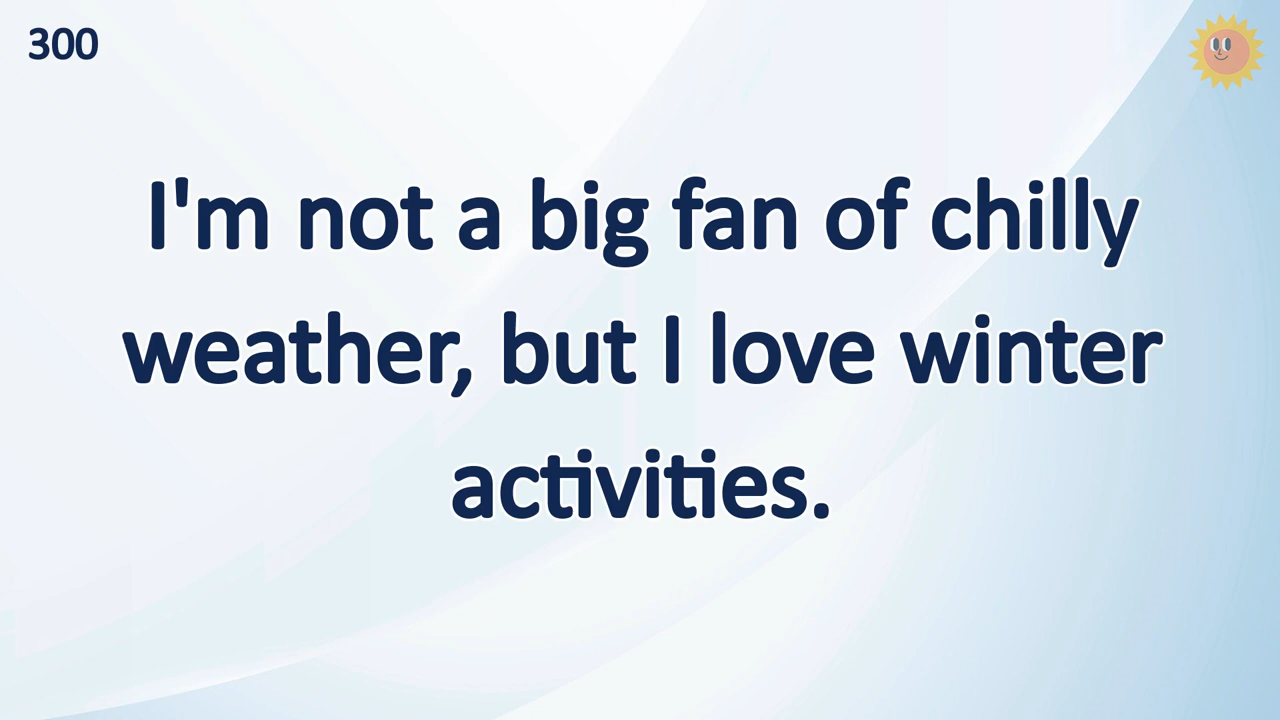 300
I'm not a big fan of chilly
weather, but I love winter
activities.